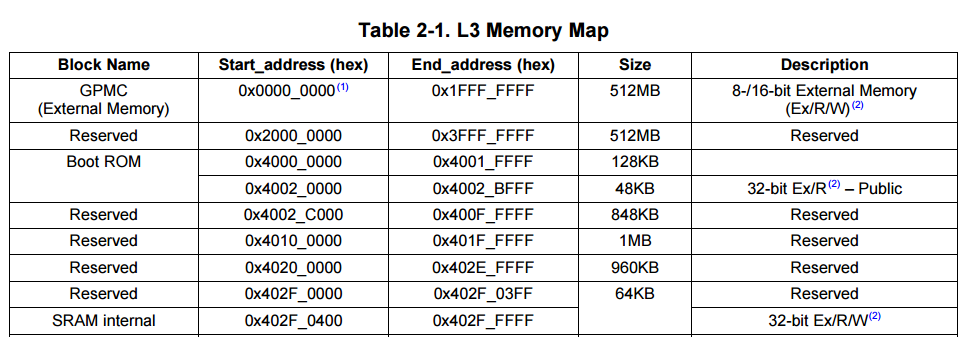 Table 2-1. L3 Memory Map
Block Name Start_address (hex) End_address (hex) Size Description
GPMC 0x0000_0000(1) 0x1FFF_FFFF 512MB 8-/16-bit External Memory
(External Memory) (Ex/R/W)(2)
Reserved 0x2000_0000 0x3FFF_FFFF 512MB Reserved
Boot ROM 0x4000_0000 0x4001_FFFF 128KB
0x4002_0000 0x4002_BFFF 48KB 32-bit Ex/R(2) – Public
Reserved 0x4002_C000 0x400F_FFFF 848KB Reserved
Reserved 0x4010_0000 0x401F_FFFF 1MB Reserved
Reserved 0x4020_0000 0x402E_FFFF 960KB Reserved
Reserved 0x402F_0000 0x402F_03FF 64KB Reserved
SRAM internal 0x402F_0400 0x402F_FFFF 32-bit Ex/R/W(2)